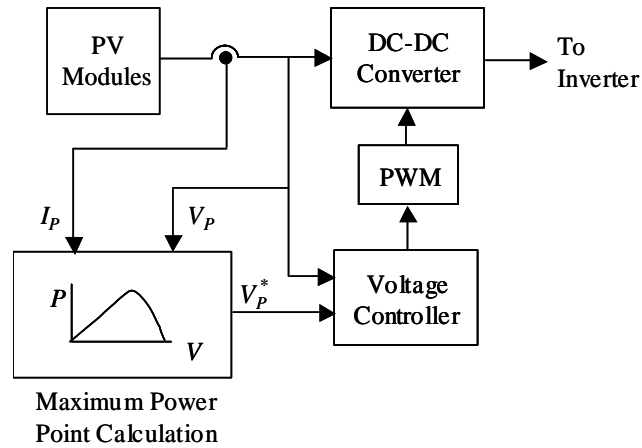 PV
Modules
DC-DC
Converter
To
Inverter
PWM
I_P
V_P
P
V
V_P^*
Voltage
Controller
Maximum Power
Point Calculation